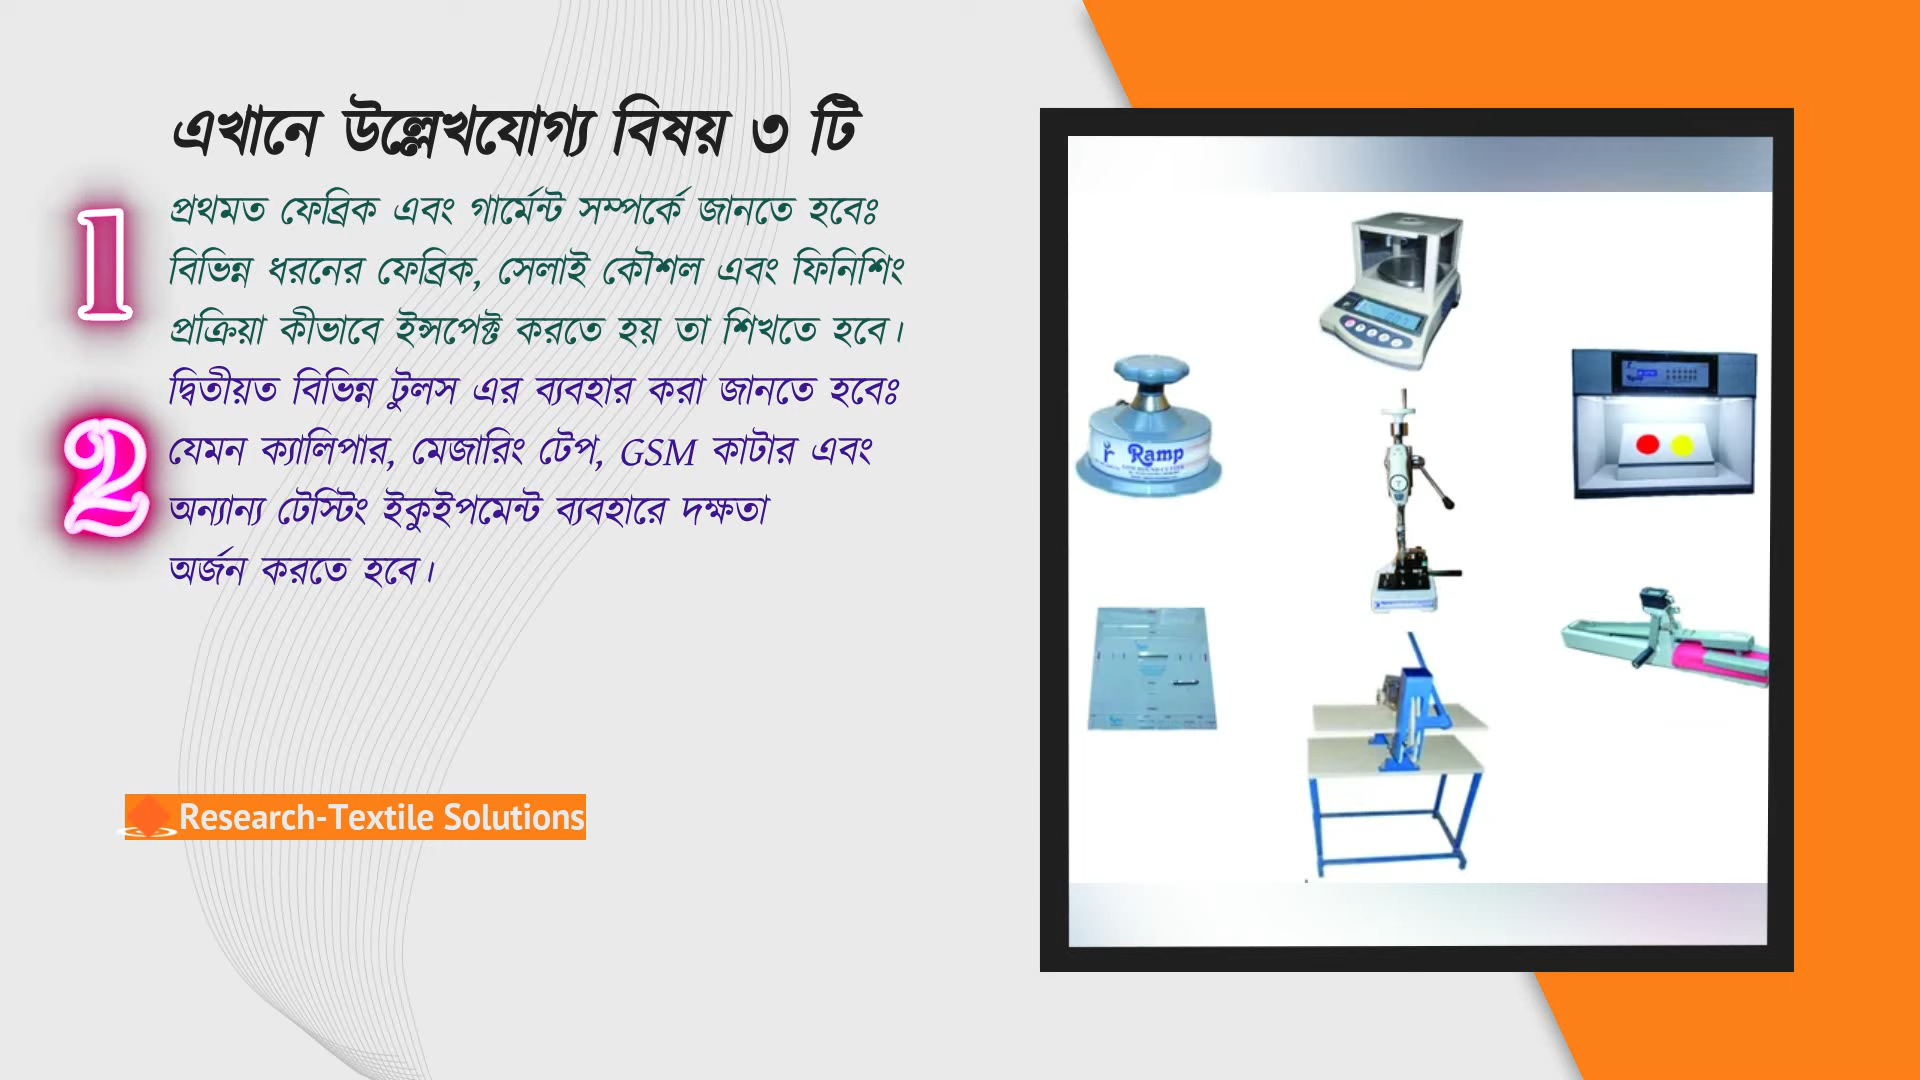 এখানে উল্লেখযোগ্য বিষয় ৩ টি
1
প্রথমত ফেব্রিক এবং গার্মেন্ট সম্পর্কে জানতে হবেঃ
বিভিন্ন ধরনের ফেব্রিক, সেলাই কৌশল এবং ফিনিশিং
প্রক্রিয়া কীভাবে ইন্সপেক্ট করতে হয় তা শিখতে হবে।
2
দ্বিতীয়ত বিভিন্ন টুলস এর ব্যবহার করা জানতে হবেঃ
যেমন ক্যালিপার, মেজারিং টেপ, GSM কাটার এবং
অন্যান্য টেস্টিং ইকুইপমেন্ট ব্যবহারে দক্ষতা
অর্জন করতে হবে।
Research-Textile Solutions
Ramp